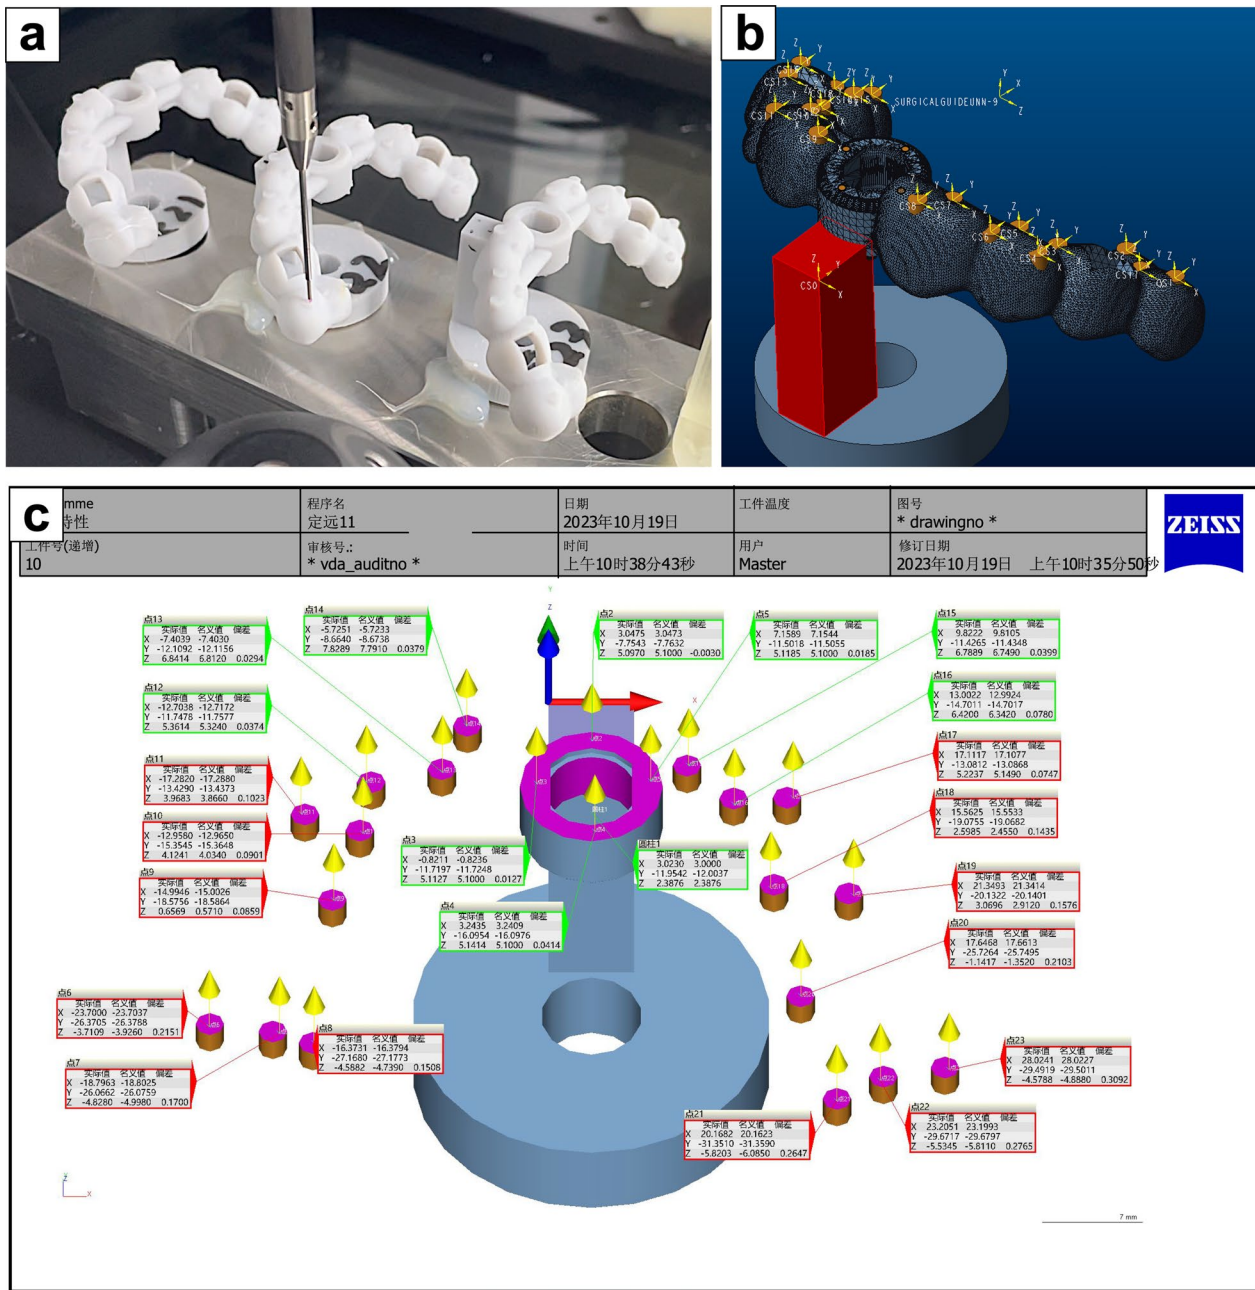 a
b
SURGICALGUIDEUNN-9
CS9
CS8
CS7
CS6
CS5
CS4
CS3
CS2
CS0
c
mme
特性
程序名
定远11
日期
2023年10月19日
工件温度
图号
* drawingno *
工件号(递增)
10
审核号.:
* vda_auditno *
时间
上午10时38分43秒
用户
Master
修订日期
2023年10月19日 上午10时35分50秒
ZEISS
点13
实际值 名义值 偏差
X -7.4039 -7.4030
Y -12.1092 -12.1156
Z 6.8414 6.8120 0.0294
点14
实际值 名义值 偏差
X -5.7251 -5.7233
Y -8.6640 -8.6738
Z 7.8289 7.7910 0.0379
点2
实际值 名义值 偏差
X 3.0475 3.0473
Y -7.7543 -7.7632
Z 5.0970 5.1000 -0.0030
点5
实际值 名义值 偏差
X 7.1589 7.1544
Y -11.5018 -11.5055
Z 5.1185 5.1000 0.0185
点15
实际值 名义值 偏差
X 9.8222 9.8105
Y -11.4265 -11.4348
Z 6.7889 6.7490 0.0399
点12
实际值 名义值 偏差
X -12.7038 -12.7172
Y -11.7478 -11.7577
Z 5.3614 5.3240 0.0374
点16
实际值 名义值 偏差
X 13.0022 12.9924
Y -14.7011 -14.7017
Z 6.4200 6.3420 0.0780
点11
实际值 名义值 偏差
X -17.2820 -17.2880
Y -13.4290 -13.4373
Z 3.9683 3.8660 0.1023
点17
实际值 名义值 偏差
X 17.1117 17.1077
Y -13.0812 -13.0868
Z 5.2237 5.1490 0.0747
点10
实际值 名义值 偏差
X -12.9580 -12.9650
Y -15.3545 -15.3648
Z 4.1241 4.0340 0.0901
点18
实际值 名义值 偏差
X 15.5625 15.5533
Y -19.0755 -19.0682
Z 2.5985 2.4550 0.1435
点3
实际值 名义值 偏差
X -0.8211 -0.8236
Y -11.7197 -11.7248
Z 5.1127 5.1000 0.0127
圆柱1
实际值 名义值 偏差
X 3.0230 3.0000
Y -11.9542 -12.0037
Z 2.3876 2.3876
点9
实际值 名义值 偏差
X -14.9946 -15.0026
Y -18.5756 -18.5864
Z 0.6569 0.5710 0.0859
点19
实际值 名义值 偏差
X 21.3493 21.3414
Y -20.1322 -20.1401
Z 3.0696 2.9120 0.1576
点4
实际值 名义值 偏差
X 3.2435 3.2409
Y -16.0954 -16.0976
Z 5.1414 5.1000 0.0414
点20
实际值 名义值 偏差
X 17.6468 17.6613
Y -25.7264 -25.7495
Z -1.1417 -1.3520 0.2103
点6
实际值 名义值 偏差
X -23.7000 -23.7037
Y -26.3705 -26.3788
Z -3.7109 -3.9260 0.2151
点8
实际值 名义值 偏差
X -16.3731 -16.3794
Y -27.1680 -27.1773
Z -4.5882 -4.7390 0.1508
点7
实际值 名义值 偏差
X -18.7963 -18.8025
Y -26.0662 -26.0759
Z -4.8280 -4.9980 0.1700
点23
实际值 名义值 偏差
X 28.0241 28.0227
Y -29.4919 -29.5011
Z -4.5788 -4.8880 0.3092
点21
实际值 名义值 偏差
X 20.1682 20.1623
Y -31.3510 -31.3590
Z -5.8203 -6.0850 0.2647
点22
实际值 名义值 偏差
X 23.2051 23.1993
Y -29.6717 -29.6797
Z -5.5345 -5.8110 0.2765
7 mm